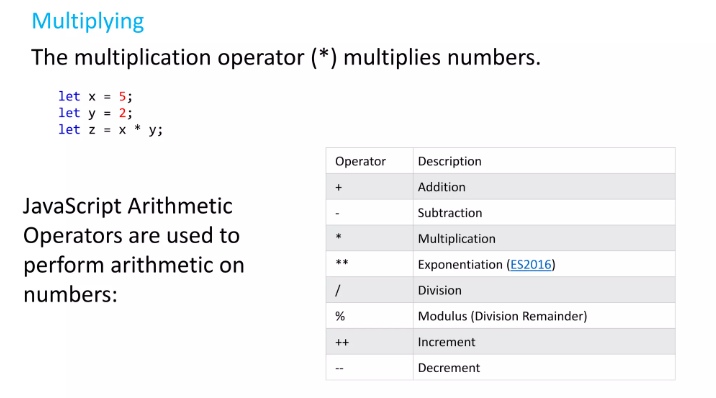 Multiplying
The multiplication operator (*) multiplies numbers.
let x = 5;
let y = 2;
let z = x * y;
JavaScript Arithmetic
Operators are used to
perform arithmetic on
numbers:
Operator Description
+ Addition
- Subtraction
* Multiplication
** Exponentiation (ES2016)
/ Division
% Modulus (Division Remainder)
++ Increment
-- Decrement